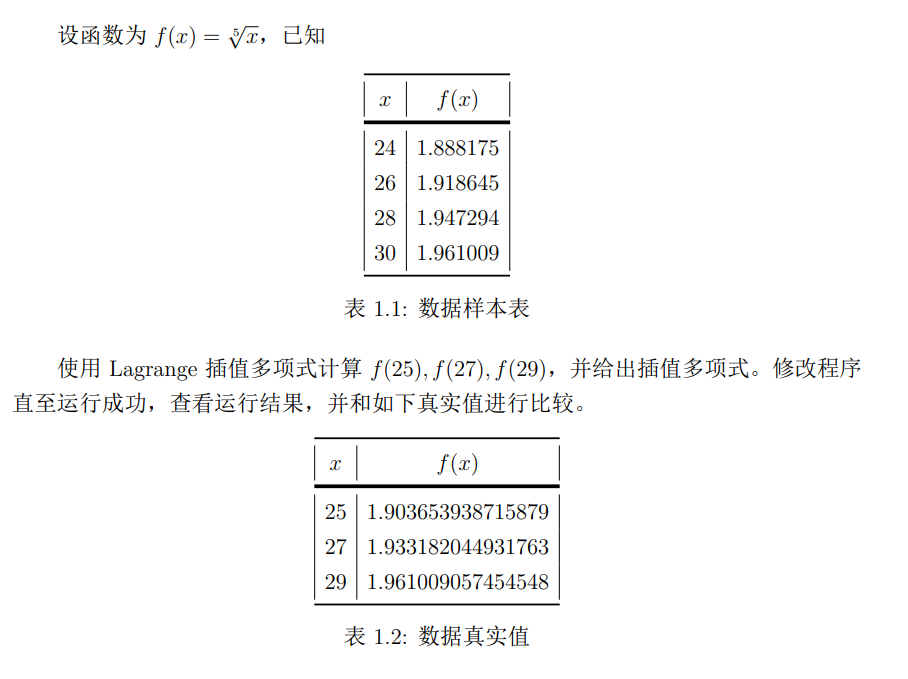 设函数为 f(x) = ⁵√x，已知
x f(x)
24 1.888175
26 1.918645
28 1.947294
30 1.961009
表 1.1: 数据样本表
使用 Lagrange 插值多项式计算 f(25), f(27), f(29)，并给出插值多项式。修改程序
直至运行成功，查看运行结果，并和如下真实值进行比较。
x f(x)
25 1.903653938715879
27 1.933182044931763
29 1.961009057454548
表 1.2: 数据真实值